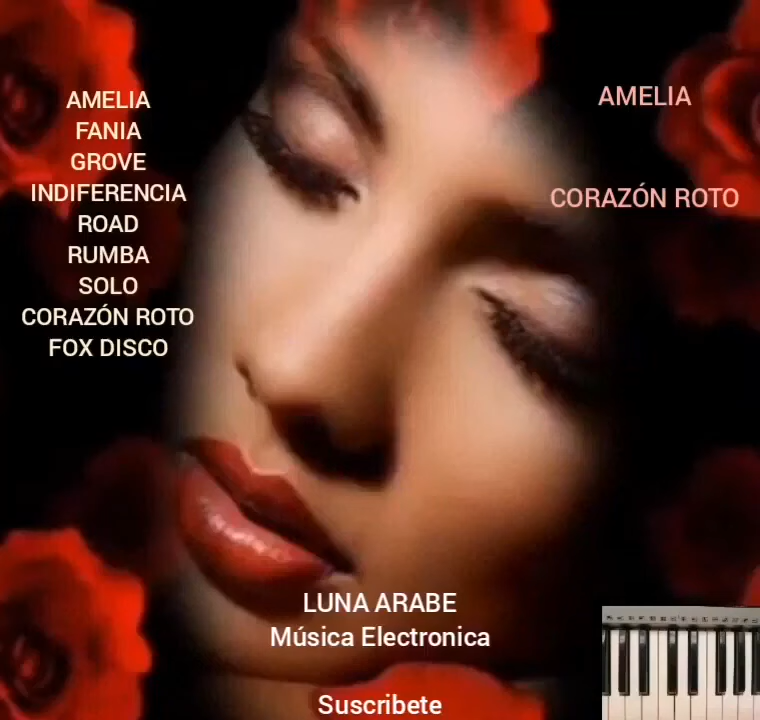 AMELIA
FANIA
GROVE
INDIFERENCIA
ROAD
RUMBA
SOLO
CORAZÓN ROTO
FOX DISCO
AMELIA
CORAZÓN ROTO
LUNA ARABE
Música Electronica
Suscribete